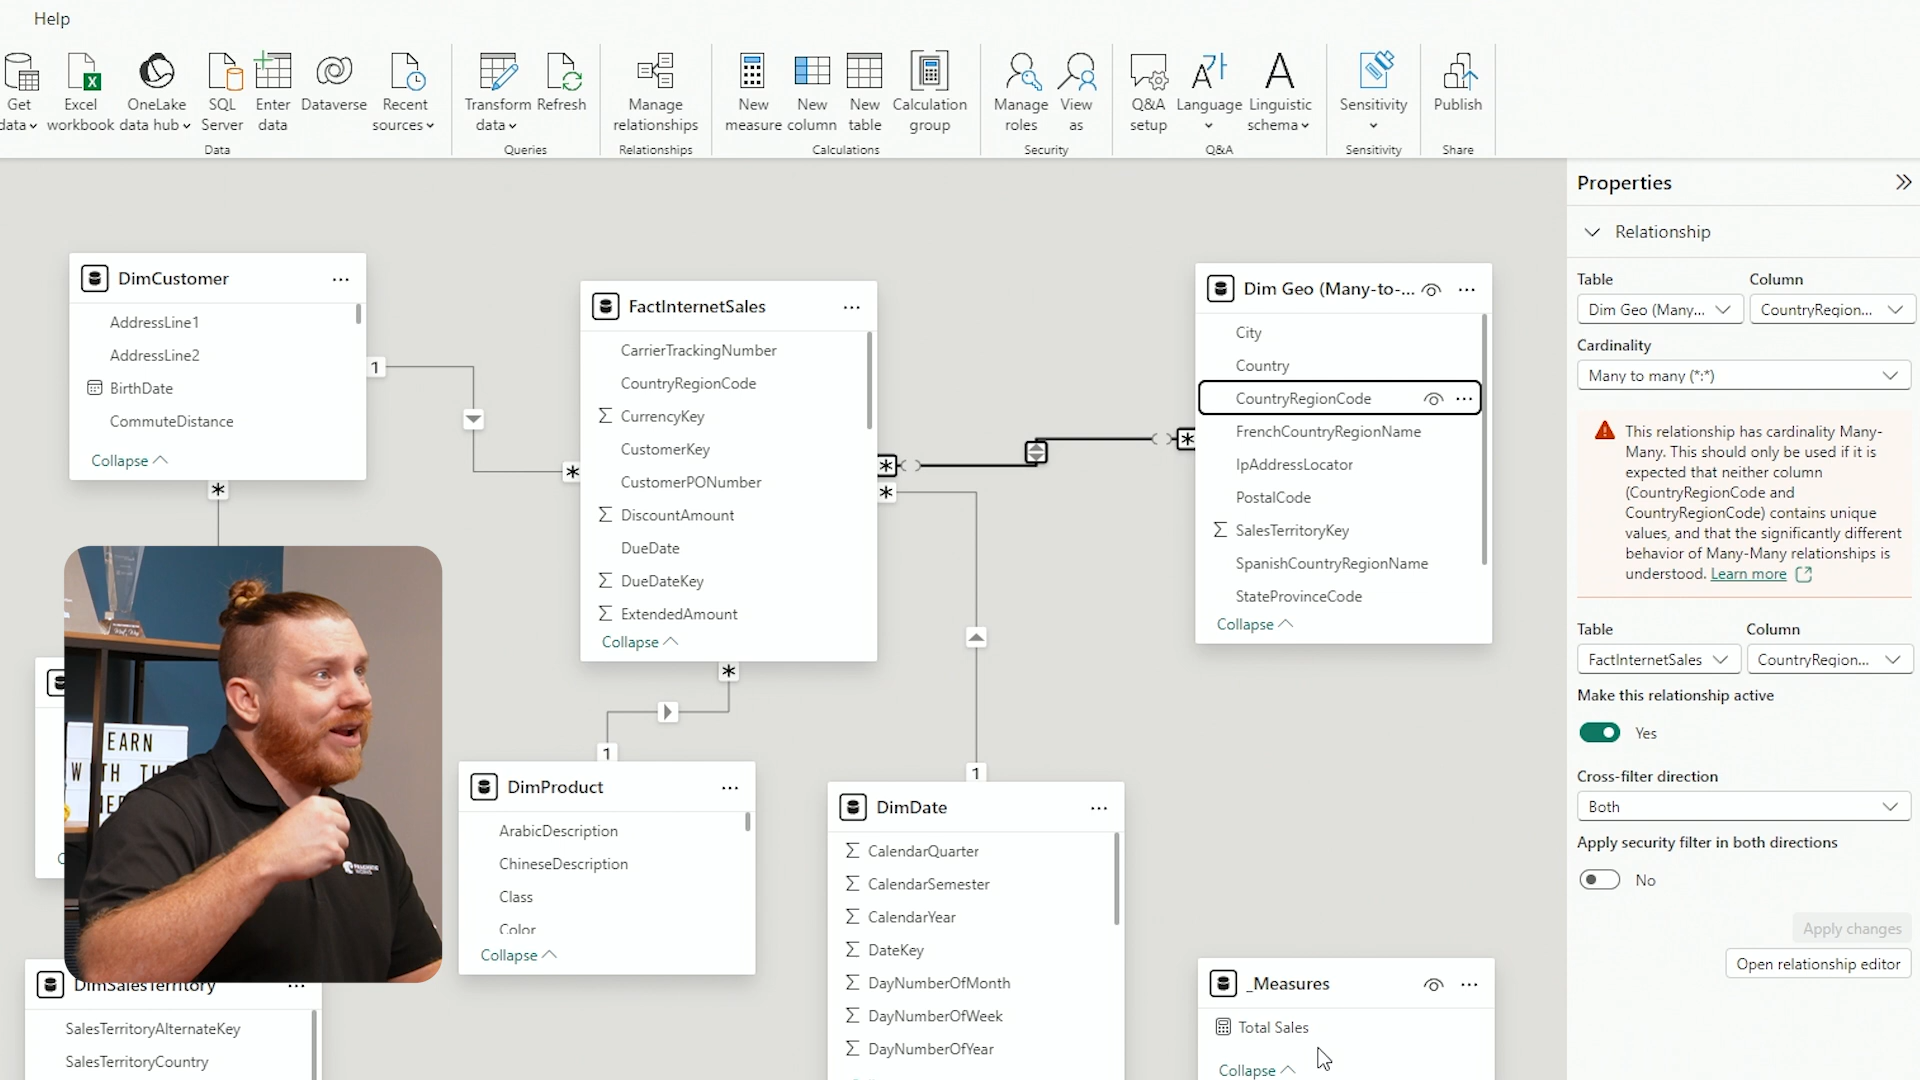 Help
Get data
Excel workbook
OneLake data hub
SQL Server
Enter data
Dataverse
Recent sources
Data
Transform data
Refresh
Queries
Manage relationships
Relationships
New measure
New column
New table
Calculation group
Calculations
Manage roles
View as
Security
Q&A setup
Language
Linguistic schema
Q&A
Sensitivity
Sensitivity
Publish
Share
DimCustomer
AddressLine1
AddressLine2
BirthDate
CommuteDistance
Collapse
1
*
*
FactInternetSales
CarrierTrackingNumber
CountryRegionCode
CurrencyKey
CustomerKey
CustomerPONumber
DiscountAmount
DueDate
DueDateKey
ExtendedAmount
Collapse
*
*
*
*
1
1
Dim Geo (Many-to-...
City
Country
CountryRegionCode
FrenchCountryRegionName
IpAddressLocator
PostalCode
SalesTerritoryKey
SpanishCountryRegionName
StateProvinceCode
Collapse
EARN
DimProduct
ArabicDescription
ChineseDescription
Class
Color
Collapse
DimDate
CalendarQuarter
CalendarSemester
CalendarYear
DateKey
DayNumberOfMonth
DayNumberOfWeek
DayNumberOfYear
DimSalesTerritory
SalesTerritoryAlternateKey
SalesTerritoryCountry
_Measures
Total Sales
Collapse
Properties
Relationship
Table Column
Dim Geo (Many... CountryRegion...
Cardinality
Many to many (*:*)
This relationship has cardinality Many-
Many. This should only be used if it is
expected that neither column
(CountryRegionCode and
CountryRegionCode) contains unique
values, and that the significantly different
behavior of Many-Many relationships is
understood. Learn more
Table Column
FactInternetSales CountryRegion...
Make this relationship active
Yes
Cross-filter direction
Both
Apply security filter in both directions
No
Apply changes
Open relationship editor